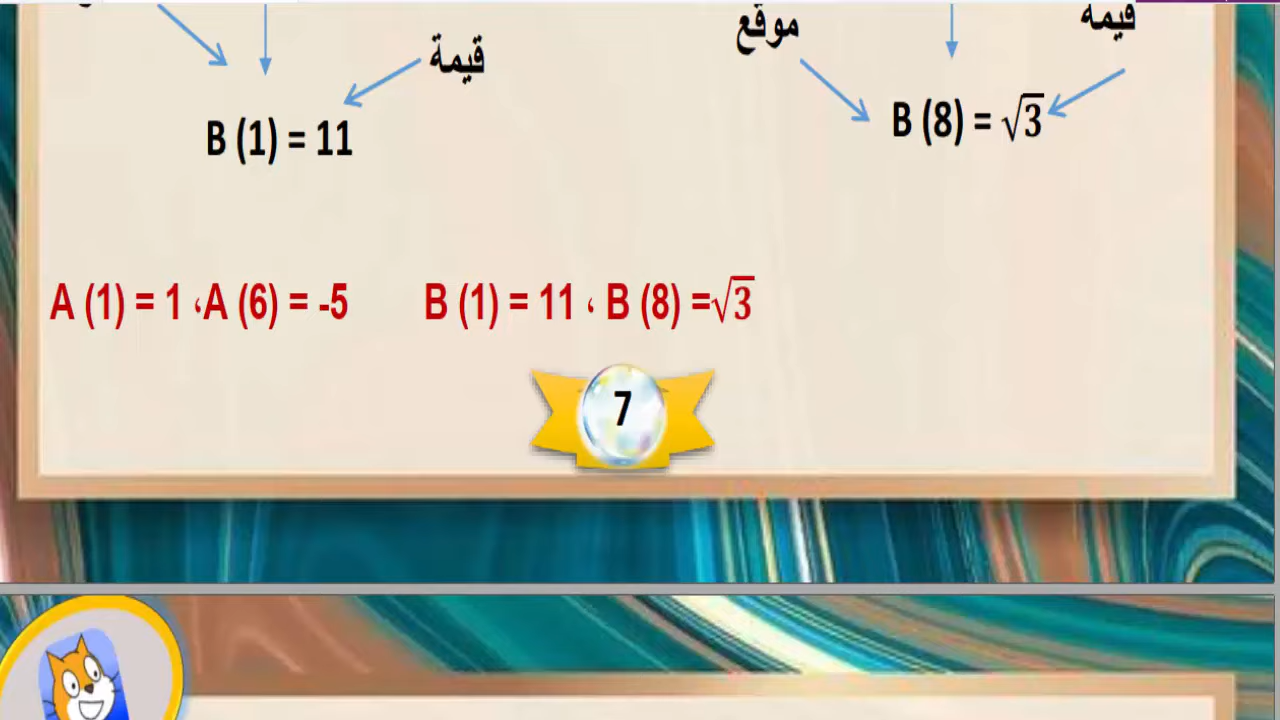 موقع
قيمة
قيمة
B (1) = 11
B (8) = √3
A (1) = 1 ، A (6) = -5 B (1) = 11 ، B (8) =√3
7